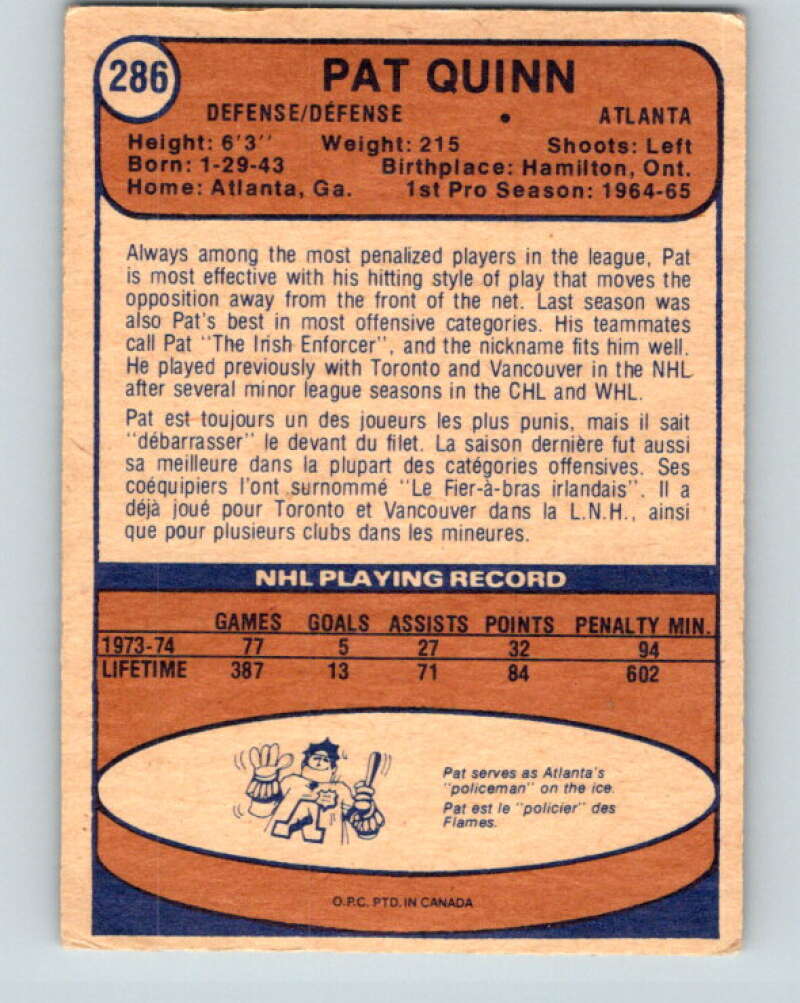 286
PAT QUINN
DEFENSE/DÉFENSE • ATLANTA
Height: 6'3'' Weight: 215 Shoots: Left
Born: 1-29-43 Birthplace: Hamilton, Ont.
Home: Atlanta, Ga. 1st Pro Season: 1964-65
Always among the most penalized players in the league, Pat
is most effective with his hitting style of play that moves the
opposition away from the front of the net. Last season was
also Pat's best in most offensive categories. His teammates
call Pat ''The Irish Enforcer'', and the nickname fits him well.
He played previously with Toronto and Vancouver in the NHL
after several minor league seasons in the CHL and WHL.
Pat est toujours un des joueurs les plus punis, mais il sait
''débarrasser'' le devant du filet. La saison dernière fut aussi
sa meilleure dans la plupart des catégories offensives. Ses
coéquipiers l'ont surnommé ''Le Fier-à-bras irlandais''. Il a
déjà joué pour Toronto et Vancouver dans la L.N.H., ainsi
que pour plusieurs clubs dans les mineures.
NHL PLAYING RECORD
GAMES GOALS ASSISTS POINTS PENALTY MIN.
1973-74 77 5 27 32 94
LIFETIME 387 13 71 84 602
Pat serves as Atlanta's
''policeman'' on the ice.
Pat est le ''policier'' des
Flames.
O.P.C. PTD. IN CANADA